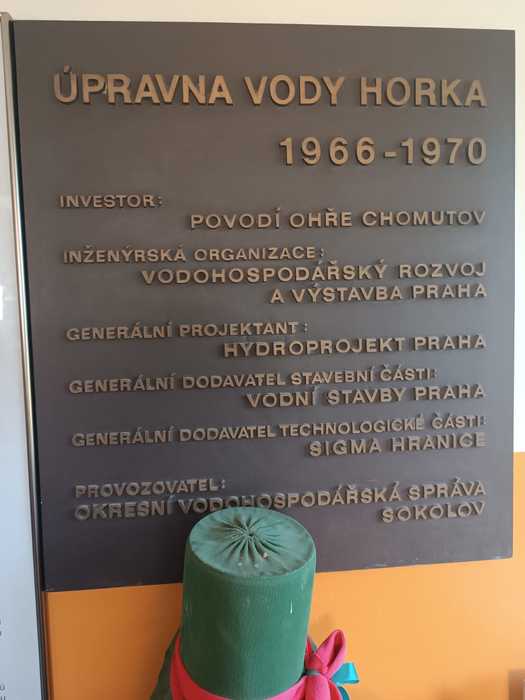 ÚPRAVNA VODY HORKA
1966-1970
INVESTOR:
POVODÍ OHŘE CHOMUTOV
INŽENÝRSKÁ ORGANIZACE:
VODOHOSPODÁŘSKÝ ROZVOJ
A VÝSTAVBA PRAHA
GENERÁLNÍ PROJEKTANT:
HYDROPROJEKT PRAHA
GENERÁLNÍ DODAVATEL STAVEBNÍ ČÁSTI:
VODNÍ STAVBY PRAHA
GENERÁLNÍ DODAVATEL TECHNOLOGICKÉ ČÁSTI:
SIGMA HRANICE
PROVOZOVATEL:
OKRESNÍ VODOHOSPODÁŘSKÁ SPRÁVA
SOKOLOV